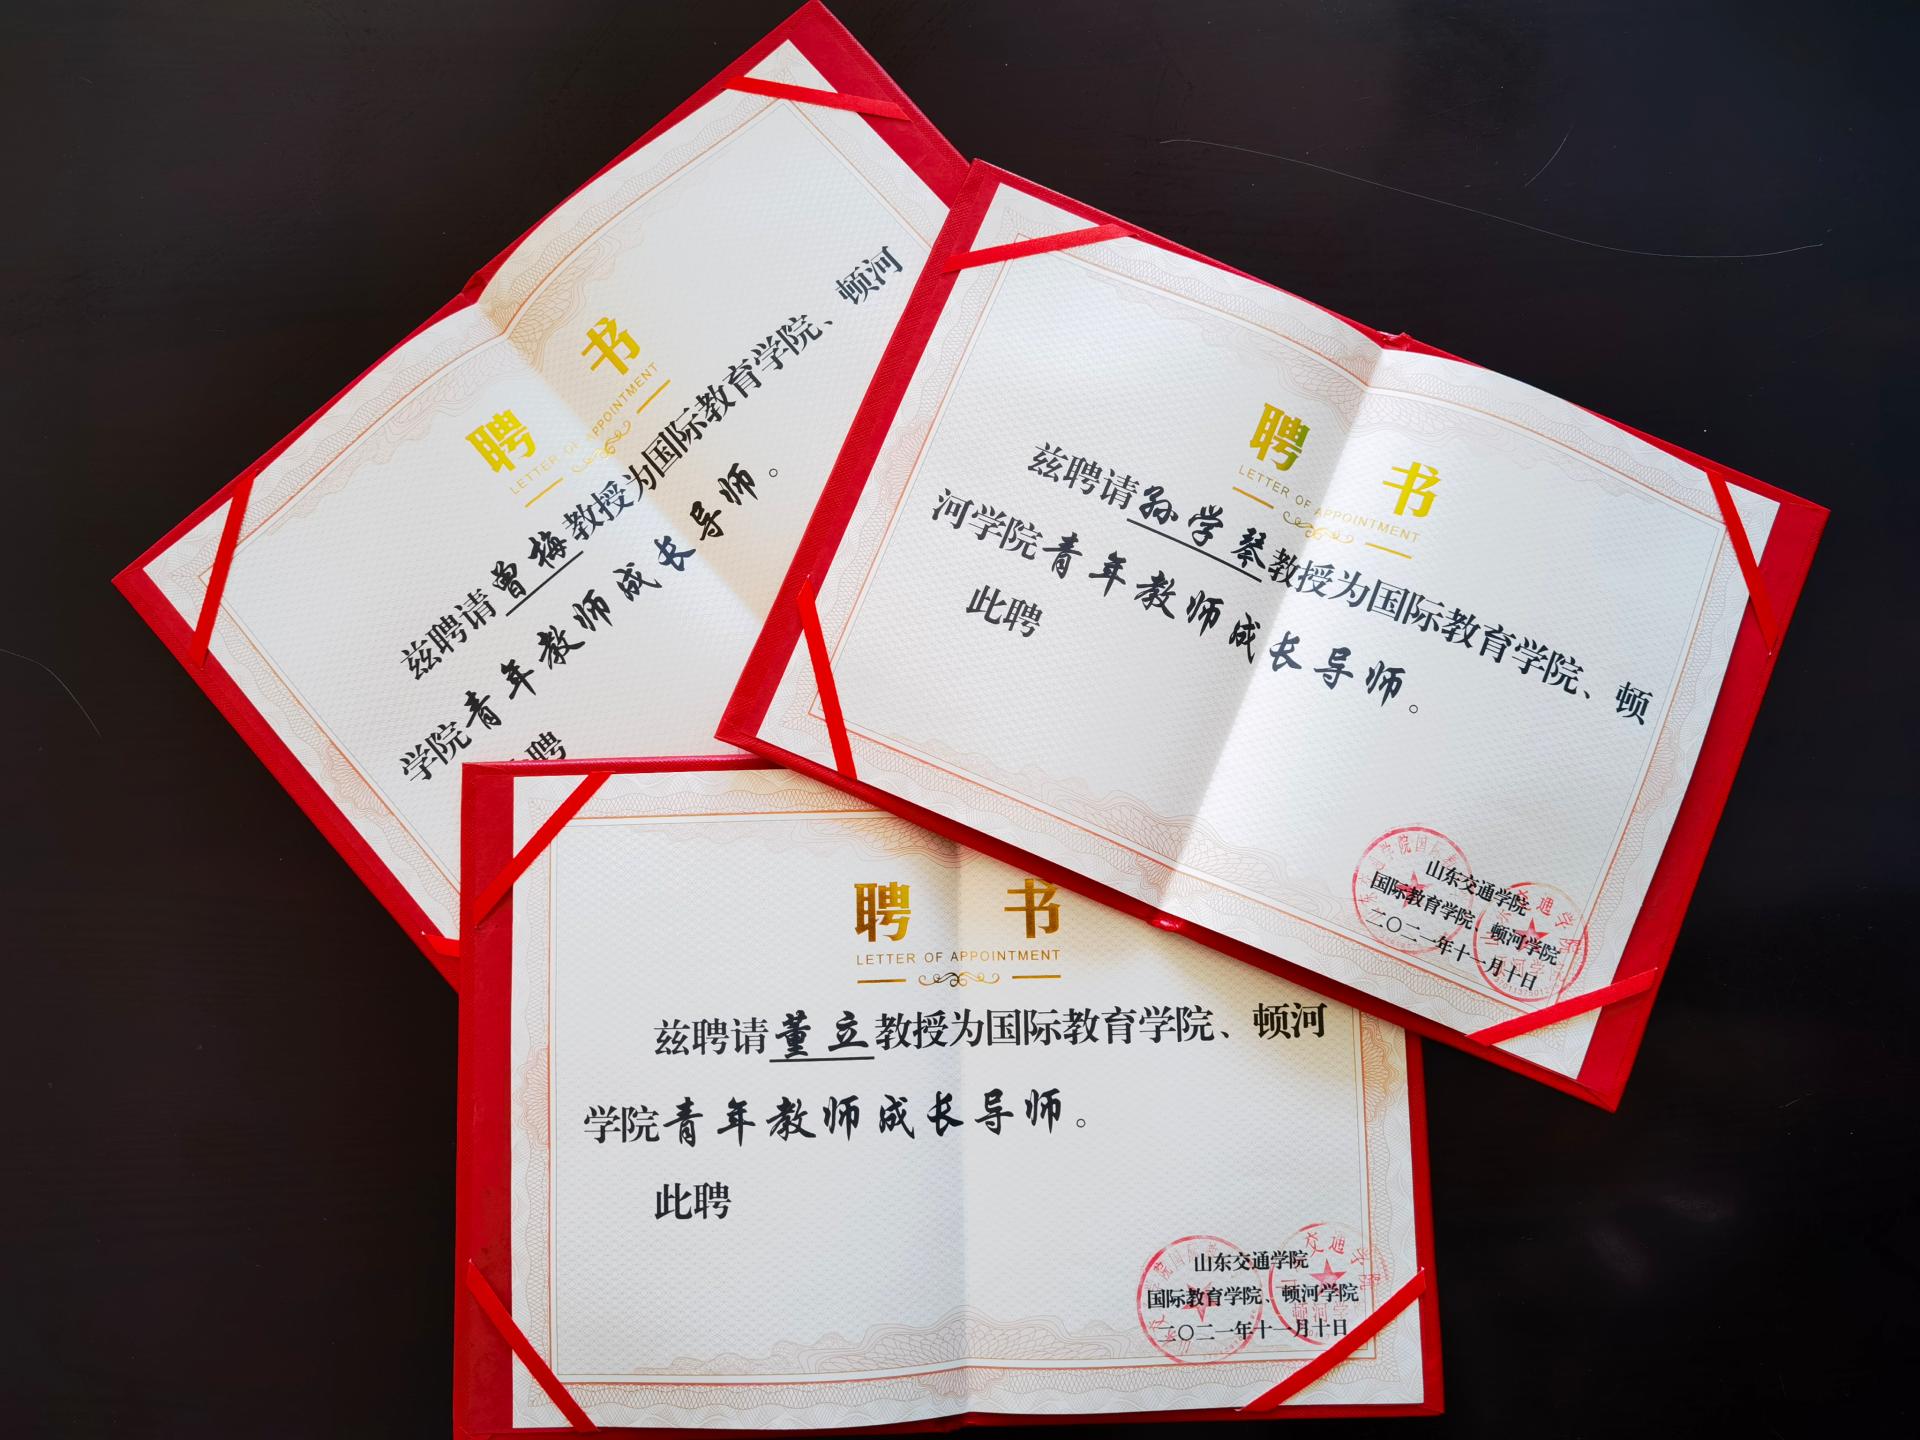 聘 书
LETTER OF APPOINTMENT
兹聘请曾梅教授为国际教育学院、顿河
学院青年教师成长导师。
聘
聘 书
LETTER OF APPOINTMENT
兹聘请孙学琴教授为国际教育学院、顿
河学院青年教师成长导师。
此聘
山东交通学院
国际教育学院、顿河学院
二〇二一年十一月十日
聘 书
LETTER OF APPOINTMENT
兹聘请董立教授为国际教育学院、顿河
学院青年教师成长导师。
此聘
山东交通学院
国际教育学院、顿河学院
二〇二一年十一月十日